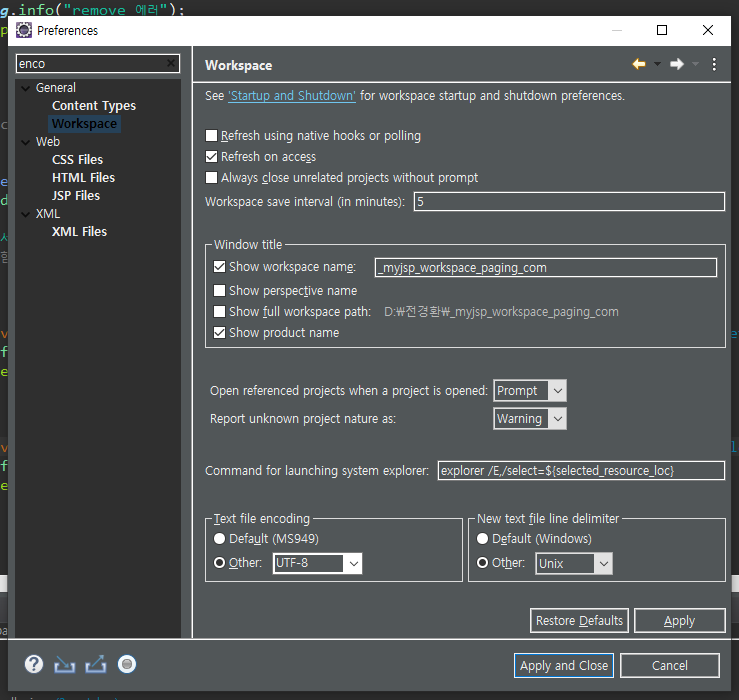 g.info("remove 에러");
Preferences
enco
General
Content Types
Workspace
Web
CSS Files
HTML Files
JSP Files
XML
XML Files
Workspace
See 'Startup and Shutdown' for workspace startup and shutdown preferences.
Refresh using native hooks or polling
Refresh on access
Always close unrelated projects without prompt
Workspace save interval (in minutes): 5
Window title
Show workspace name: _myjsp_workspace_paging_com
Show perspective name
Show full workspace path: D:₩전경환₩_myjsp_workspace_paging_com
Show product name
Open referenced projects when a project is opened: Prompt
Report unknown project nature as: Warning
Command for launching system explorer: explorer /E,/select=${selected_resource_loc}
Text file encoding
Default (MS949)
Other: UTF-8
New text file line delimiter
Default (Windows)
Other: Unix
Restore Defaults Apply
Apply and Close Cancel